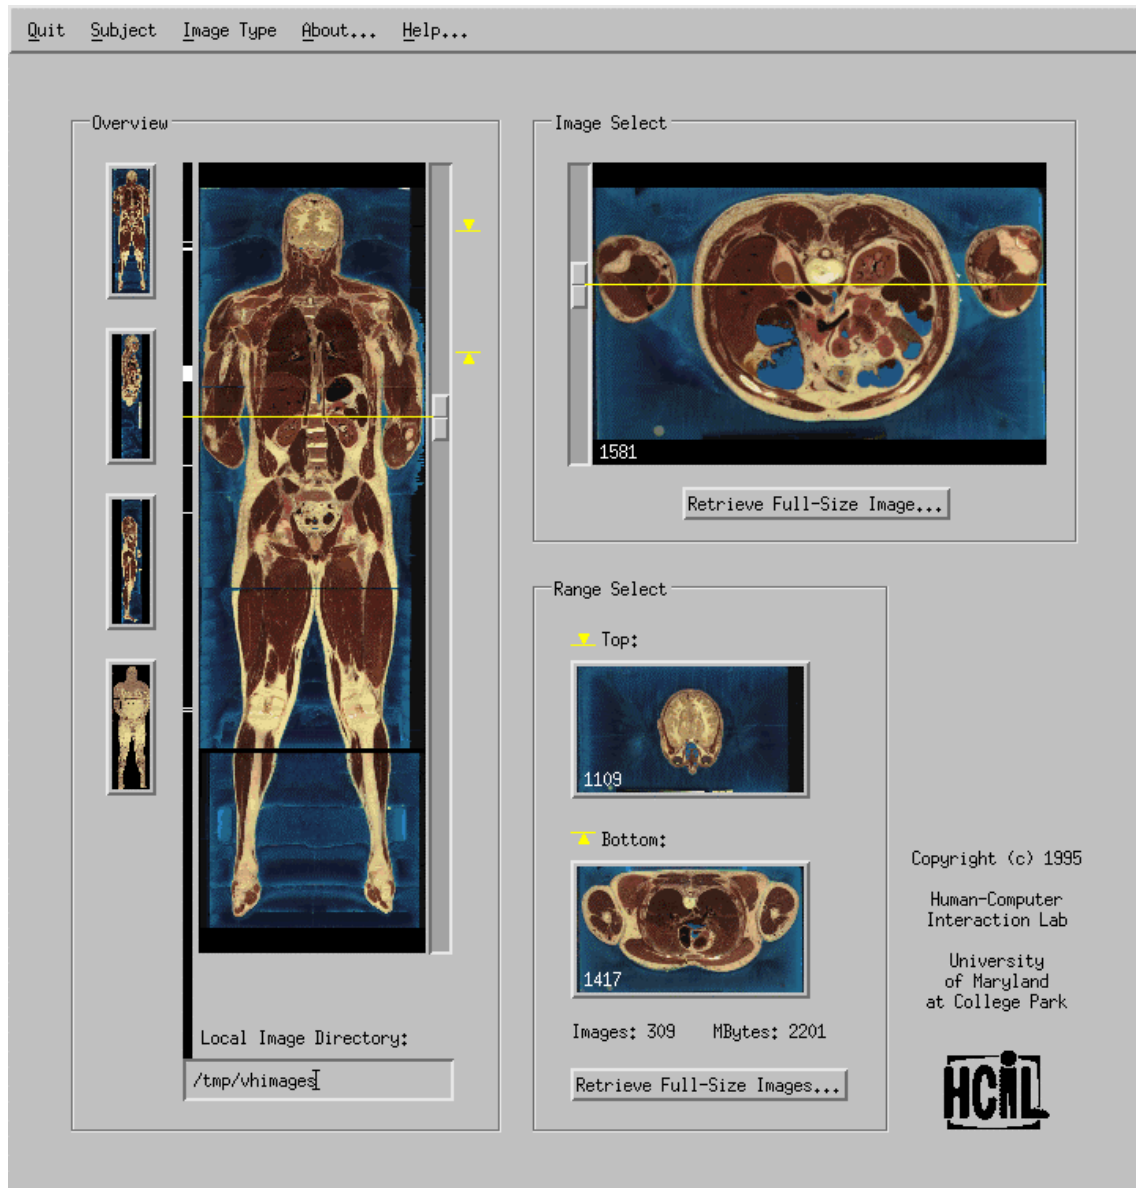 Quit Subject Image Type About... Help...
Overview
Image Select
1581
Retrieve Full-Size Image...
Range Select
Top:
1109
Bottom:
1417
Images: 309 MBytes: 2201
Retrieve Full-Size Images...
Local Image Directory:
/tmp/vhimages
Copyright (c) 1995
Human-Computer
Interaction Lab
University
of Maryland
at College Park
HCIL